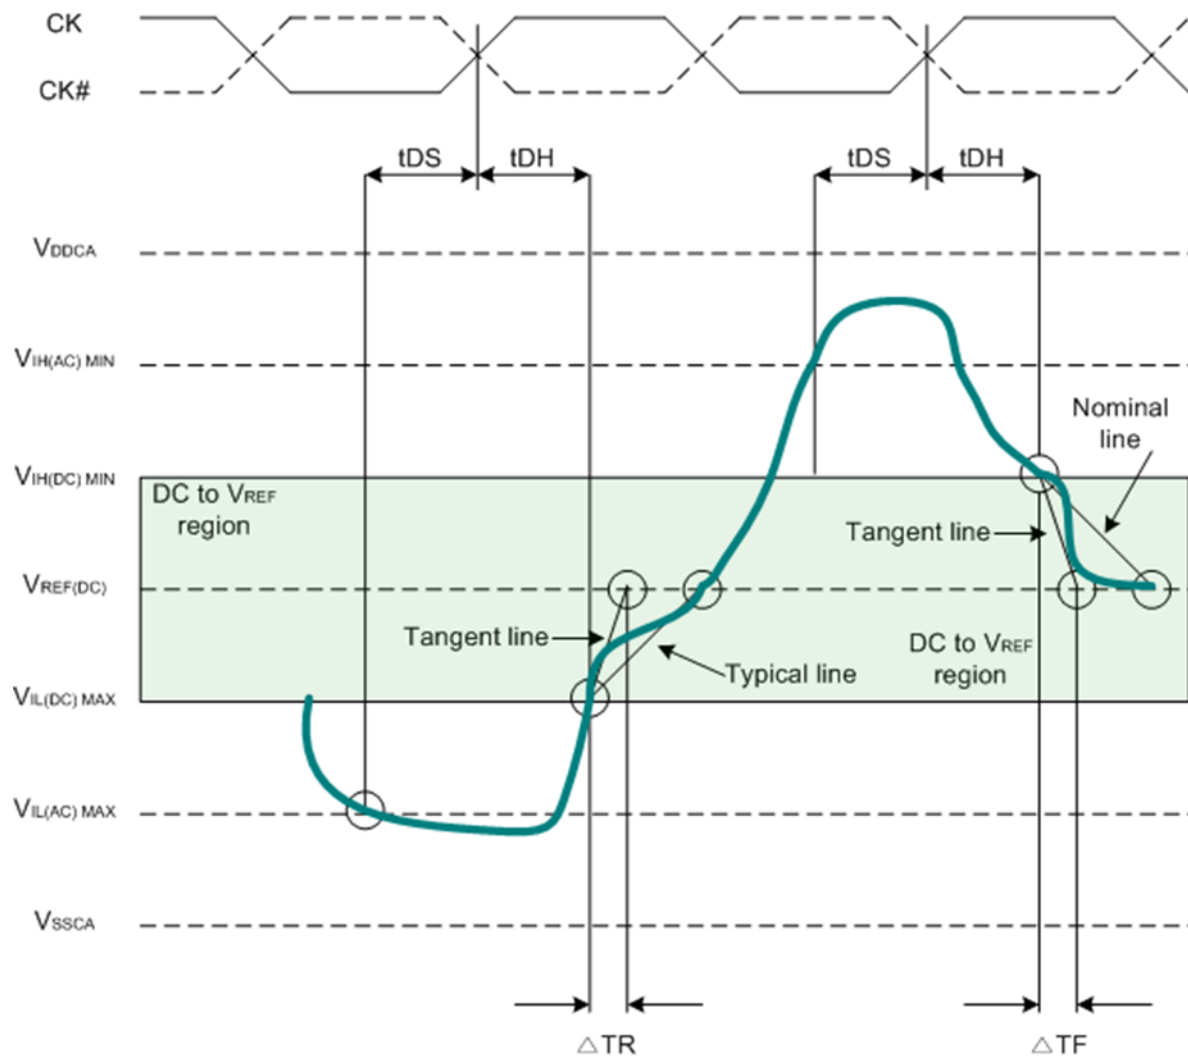 CK
CK#
tDS tDH tDS tDH
VDDCA
VIH(AC) MIN
Nominal
line
VIH(DC) MIN
DC to VREF
region
Tangent line
VREF(DC)
Tangent line
DC to VREF
region
Typical line
VIL(DC) MAX
VIL(AC) MAX
VSSCA
△TR △TF